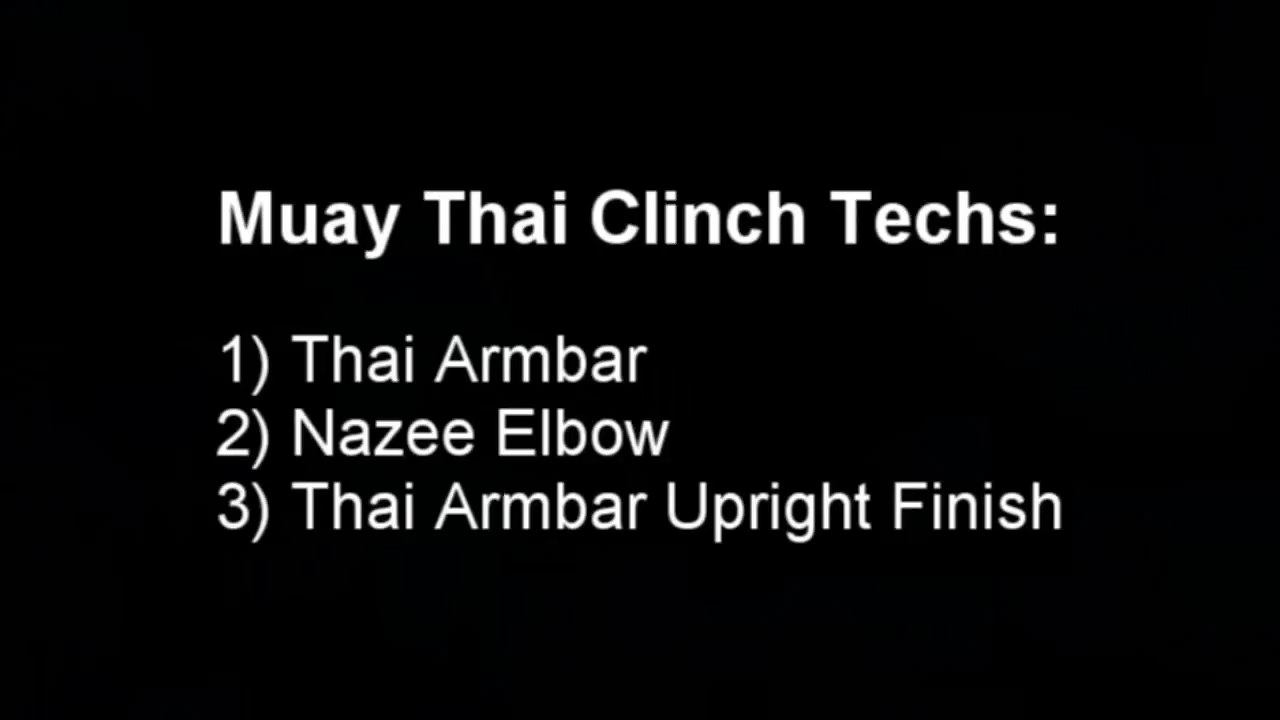 Muay Thai Clinch Techs:
1) Thai Armbar
2) Nazee Elbow
3) Thai Armbar Upright Finish